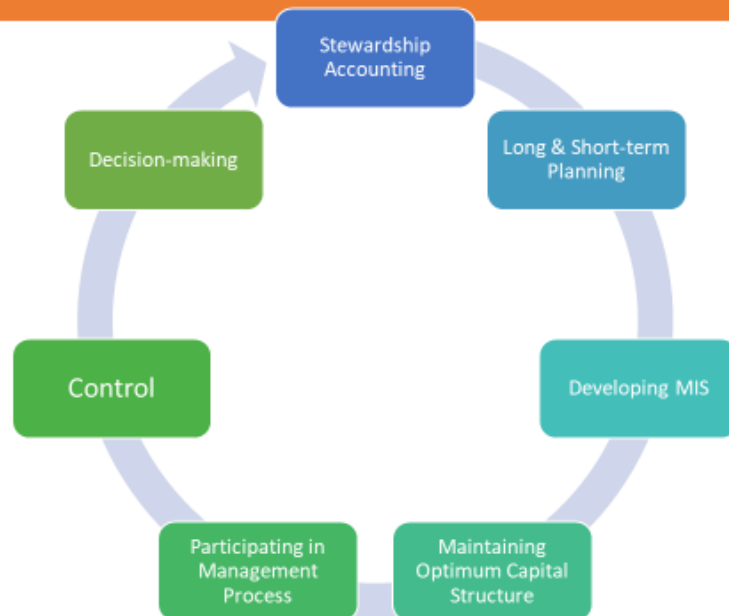 Stewardship
Accounting
Long & Short-term
Planning
Developing MIS
Maintaining
Optimum Capital
Structure
Participating in
Management
Process
Control
Decision-making